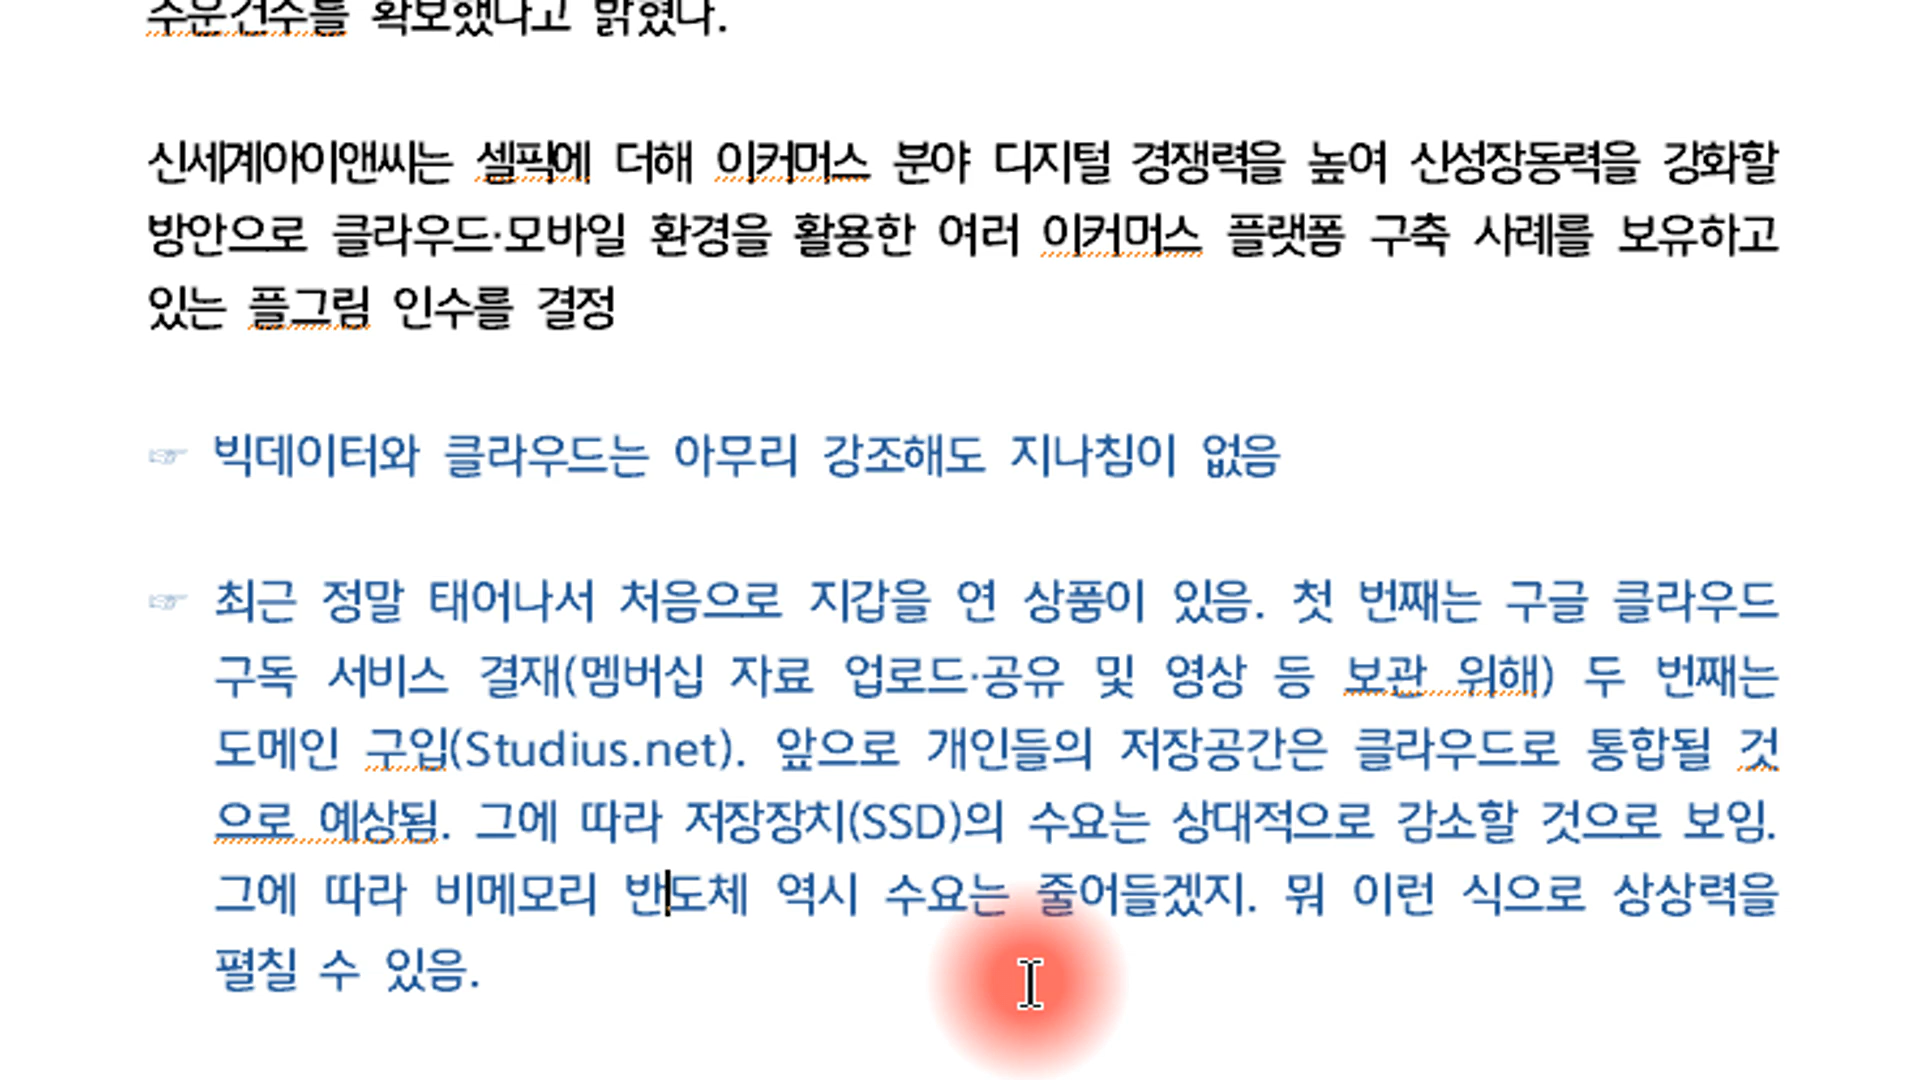 주문건수를 확보했다고 밝혔다.
신세계아이앤씨는 셀픽에 더해 이커머스 분야 디지털 경쟁력을 높여 신성장동력을 강화할
방안으로 클라우드·모바일 환경을 활용한 여러 이커머스 플랫폼 구축 사례를 보유하고
있는 플그림 인수를 결정
☞ 빅데이터와 클라우드는 아무리 강조해도 지나침이 없음
☞ 최근 정말 태어나서 처음으로 지갑을 연 상품이 있음. 첫 번째는 구글 클라우드
구독 서비스 결재(멤버십 자료 업로드·공유 및 영상 등 보관 위해) 두 번째는
도메인 구입(Studius.net). 앞으로 개인들의 저장공간은 클라우드로 통합될 것
으로 예상됨. 그에 따라 저장장치(SSD)의 수요는 상대적으로 감소할 것으로 보임.
그에 따라 비메모리 반도체 역시 수요는 줄어들겠지. 뭐 이런 식으로 상상력을
펼칠 수 있음.